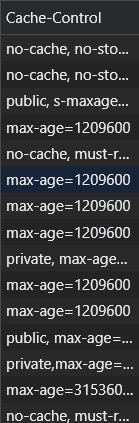 Cache-Control
no-cache, no-sto...
no-cache, no-sto...
public, s-maxage...
max-age=1209600
no-cache, must-r...
max-age=1209600
max-age=1209600
max-age=1209600
private, max-age...
max-age=1209600
max-age=1209600
public, max-age=...
private,max-age=...
max-age=315360...
no-cache, must-r...